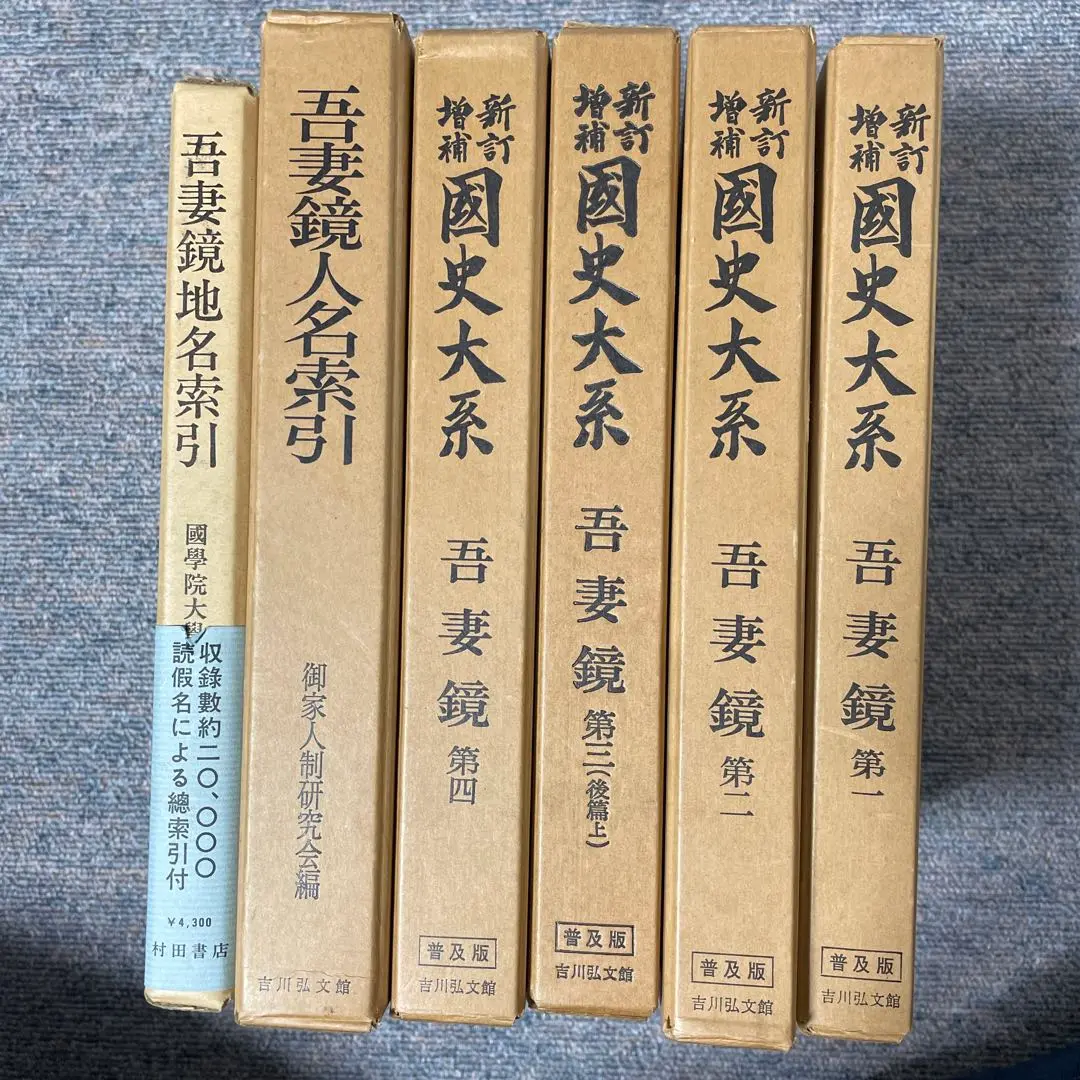 吾妻鏡地名索引
國學院大學
収錄數約二〇、〇〇〇
読假名による總索引付
¥4,300
村田書店
吾妻鏡人名索引
御家人制研究会編
吉川弘文館
新訂
増補
國史大系
吾妻鏡 第四
普及版
吉川弘文館
新訂
増補
國史大系
吾妻鏡 第三(後篇上)
普及版
吉川弘文館
新訂
増補
國史大系
吾妻鏡 第二
普及版
吉川弘文館
新訂
増補
國史大系
吾妻鏡 第一
普及版
吉川弘文館